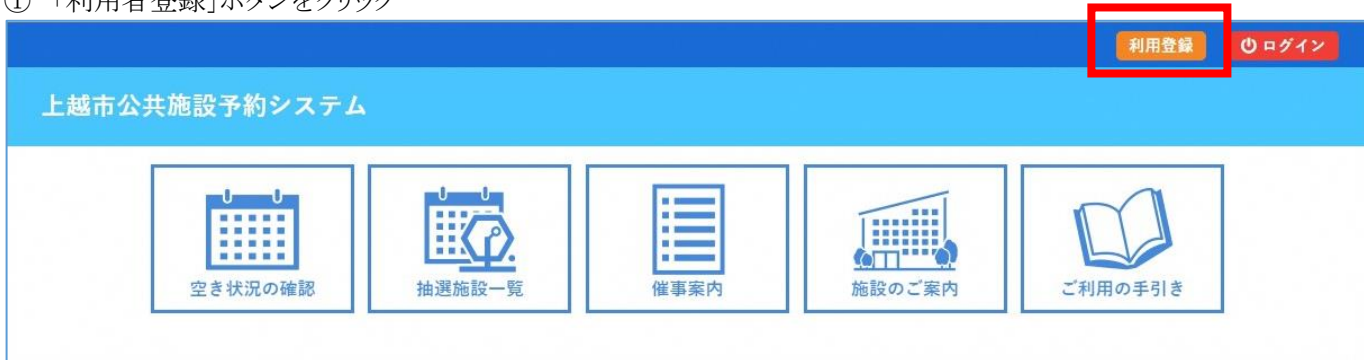 ① 「利用者登録」ボタンをクリック
利用登録
ログイン
上越市公共施設予約システム
空き状況の確認
抽選施設一覧
催事案内
施設のご案内
ご利用の手引き